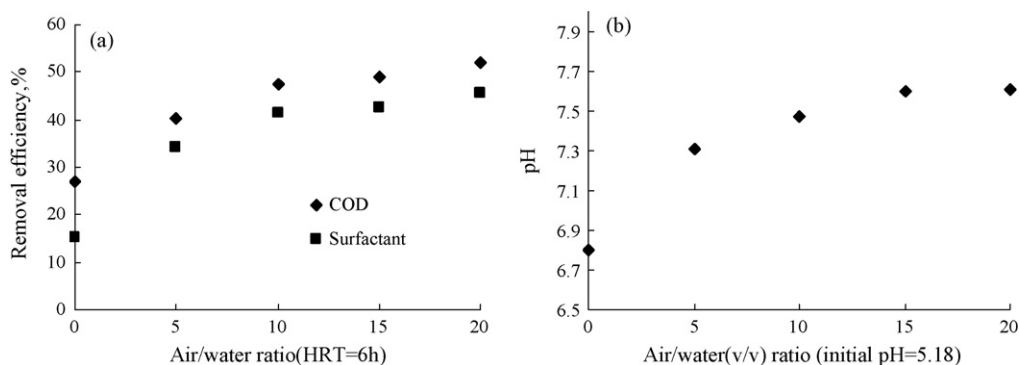 (a)
Removal efficiency,%
60
50
40
30
20
10
0
COD
Surfactant
0 5 10 15 20
Air/water ratio(HRT=6h)
(b)
pH
7.9
7.7
7.5
7.3
7.1
6.9
6.7
6.5
0 5 10 15 20
Air/water(v/v) ratio (initial pH=5.18)